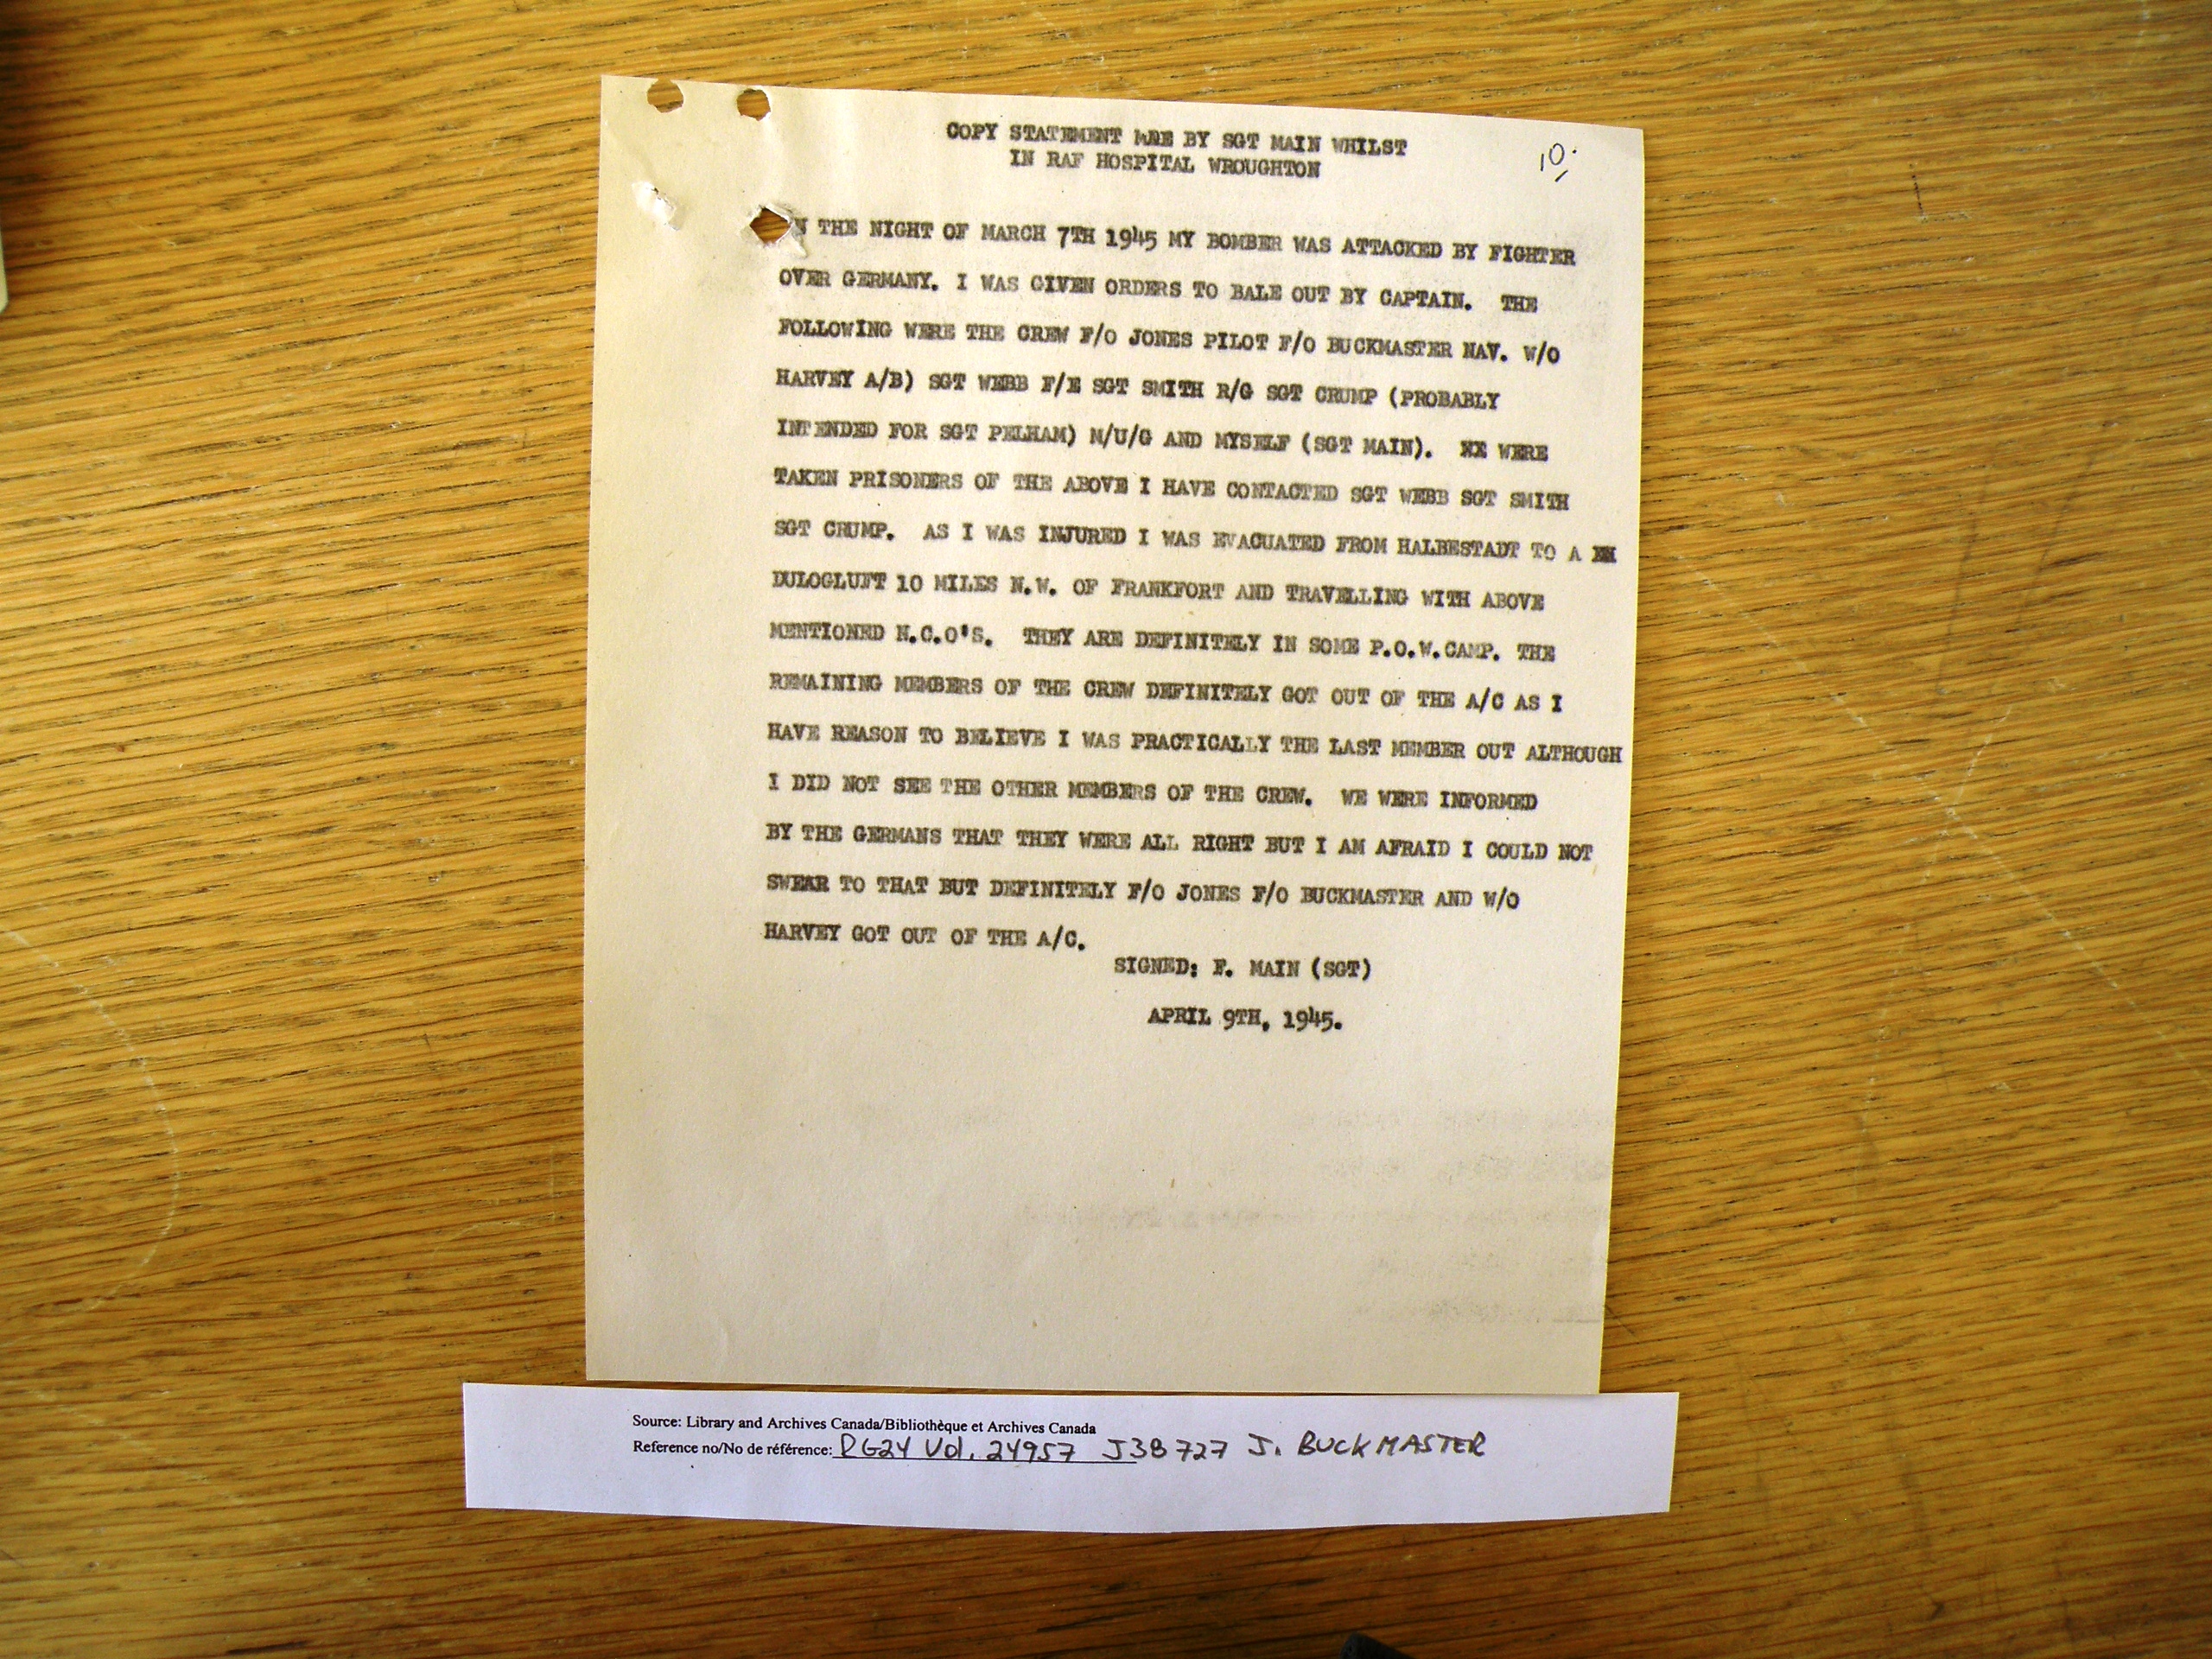 COPY STATEMENT MDE BY SGT MAIN WHILST
IN RAF HOSPITAL WROUGHTON
10.
N THE NIGHT OF MARCH 7TH 1945 MY BOMBER WAS ATTACKED BY FIGHTER
OVER GERMANY. I WAS GIVEN ORDERS TO BALE OUT BY CAPTAIN. THE
FOLLOWING WERE THE CREW F/O JONES PILOT F/O BUCKMASTER NAV. W/O
HARVEY A/B) SGT WEBB F/E SGT SMITH R/G SGT CRUMP (PROBABLY
INTENDED FOR SGT PELHAM) M/U/G AND MYSELF (SGT MAIN). WERE
TAKEN PRISONERS OF THE ABOVE I HAVE CONTACTED SGT WEBB SGT SMITH
SGT CRUMP. AS I WAS INJURED I WAS EVACUATED FROM HALBESTADT TO A
DULOGLUFT 10 MILES N.W. OF FRANKFORT AND TRAVELLING WITH ABOVE
MENTIONED N.C.O'S. THEY ARE DEFINITELY IN SOME P.O.W.CAMP. THE
REMAINING MEMBERS OF THE CREW DEFINITELY GOT OUT OF THE A/C AS I
HAVE REASON TO BELIEVE I WAS PRACTICALLY THE LAST MEMBER OUT ALTHOUGH
I DID NOT SEE THE OTHER MEMBERS OF THE CREW. WE WERE INFORMED
BY THE GERMANS THAT THEY WERE ALL RIGHT BUT I AM AFRAID I COULD NOT
SWEAR TO THAT BUT DEFINITELY F/O JONES F/O BUCKMASTER AND W/O
HARVEY GOT OUT OF THE A/C.
SIGNED: F. MAIN (SGT)
APRIL 9TH, 1945.
Source: Library and Archives Canada/Bibliothèque et Archives Canada
Reference no/No de référence: RG24 Vol. 24957 J38727 J. BUCKMASTER